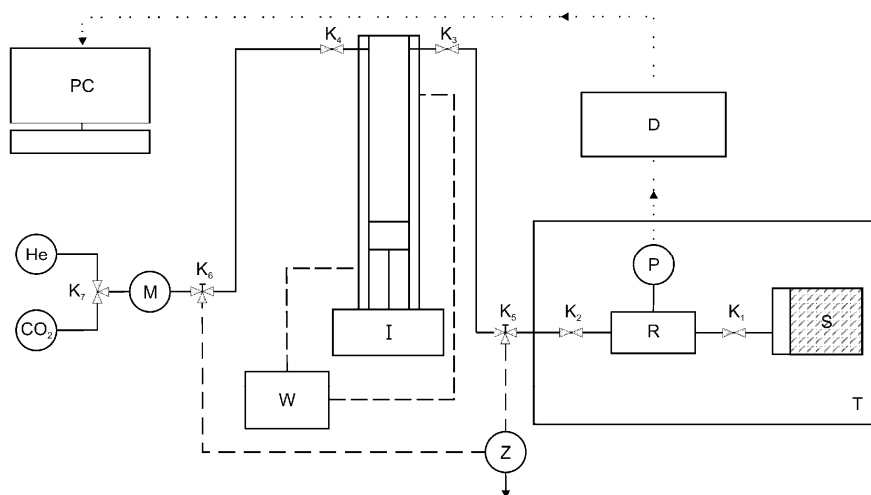 K₄
K₃
PC
D
He
P
K₆
K₇
M
K₅
K₂
K₁
CO₂
I
R
S
W
T
Z